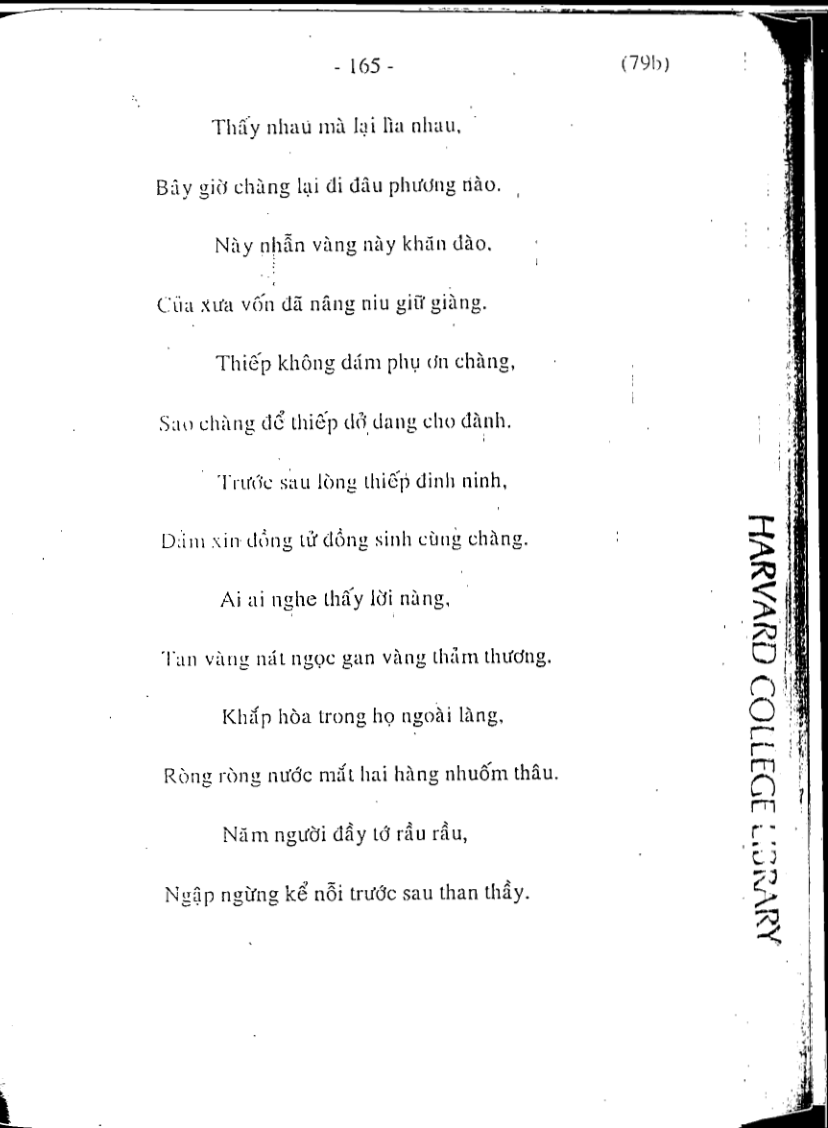 - 165 -
(79b)
Thấy nhau mà lại lìa nhau,
Bây giờ chàng lại đi đâu phương nào.
Này nhẫn vàng này khăn đào,
Của xưa vốn đã nâng niu giữ giàng.
Thiếp không dám phụ ơn chàng,
Sao chàng để thiếp dở dang cho đành.
Trước sau lòng thiếp đinh ninh,
Dám xin đồng tử đồng sinh cùng chàng.
Ai ai nghe thấy lời nàng,
Tan vàng nát ngọc gan vàng thảm thương.
Khắp hòa trong họ ngoài làng,
Ròng ròng nước mắt hai hàng nhuốm thâu.
Năm người đầy tớ rầu rầu,
Ngập ngừng kể nỗi trước sau than thầy.
HARVARD COLLEGE LIBRARY